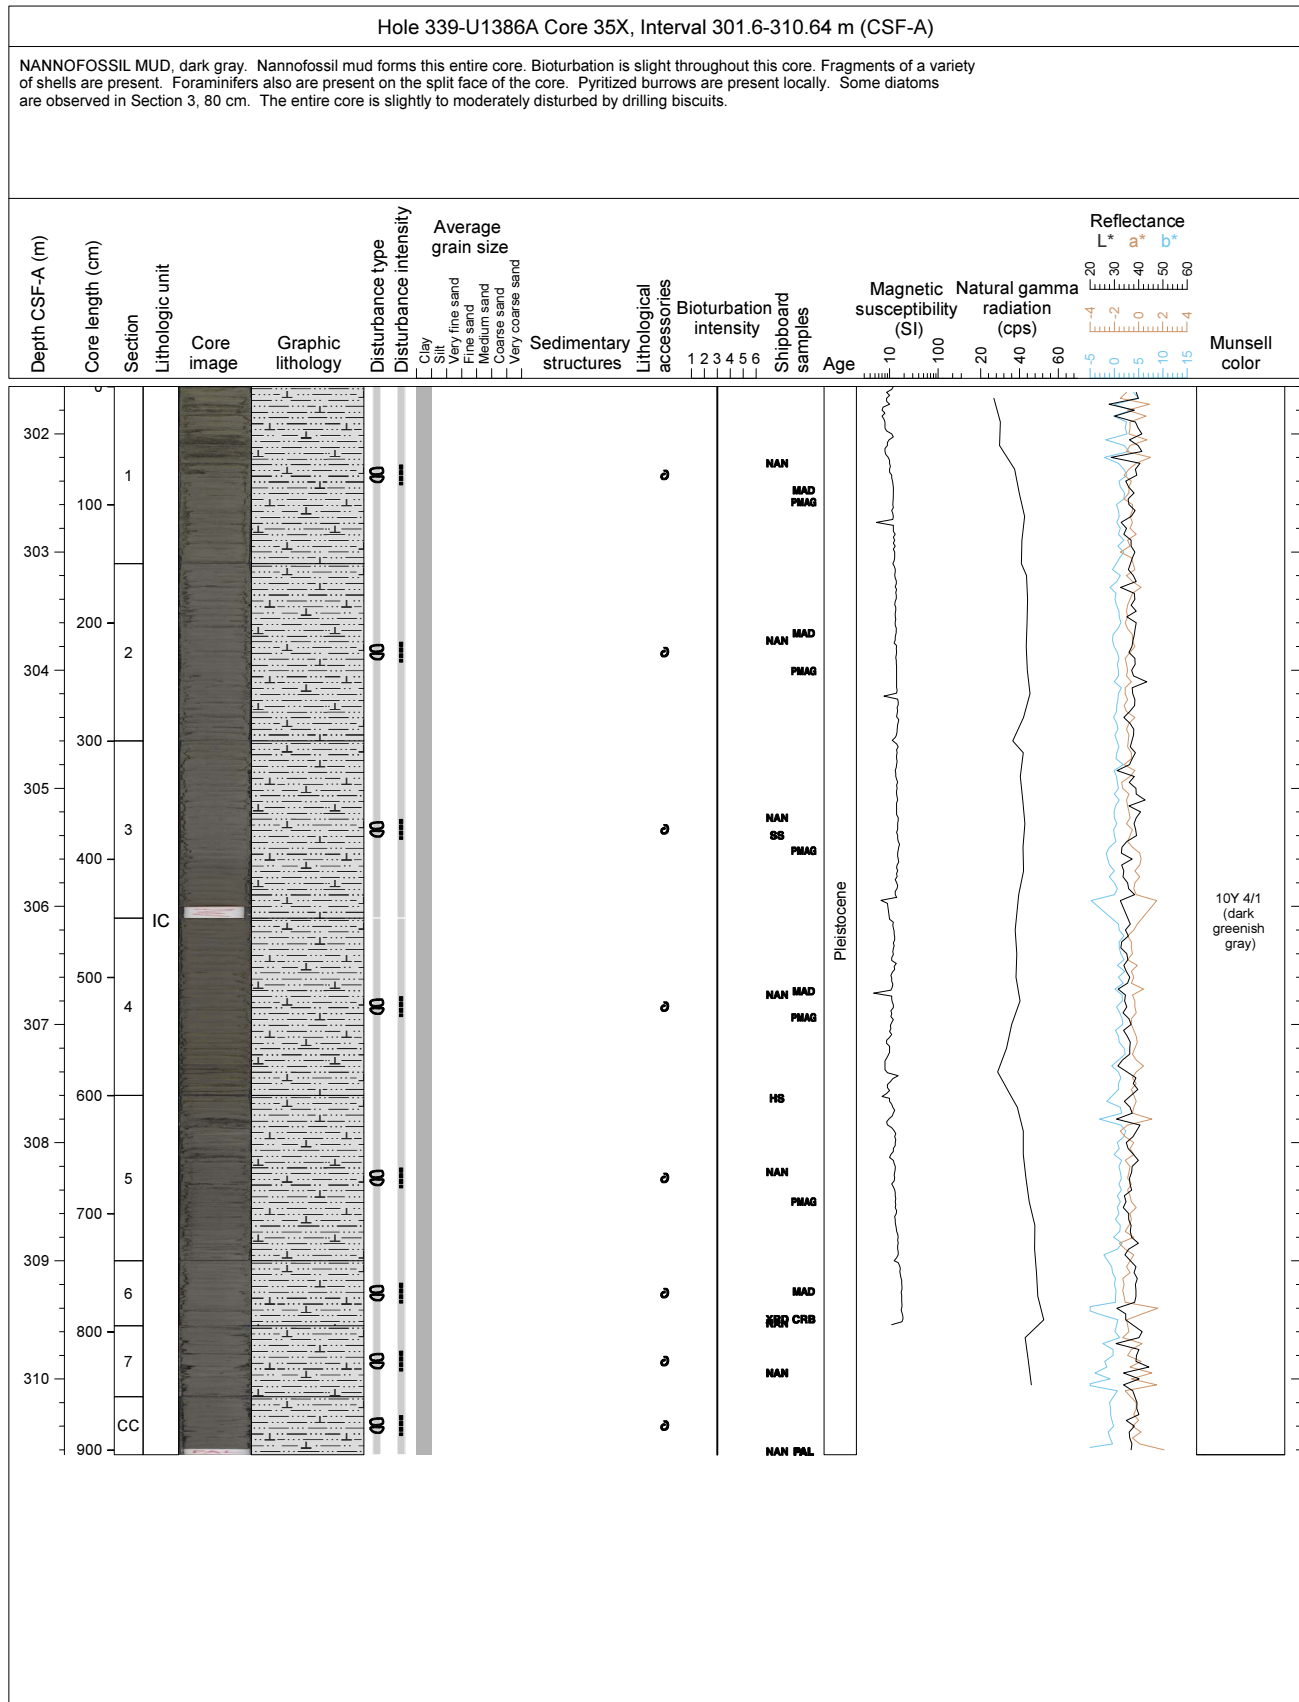 Hole 339-U1386A Core 35X, Interval 301.6-310.64 m (CSF-A)
NANNOFOSSIL MUD, dark gray.  Nannofossil mud forms this entire core. Bioturbation is slight throughout this core. Fragments of a variety
of shells are present.  Foraminifers also are present on the split face of the core.  Pyritized burrows are present locally.  Some diatoms
are observed in Section 3, 80 cm.  The entire core is slightly to moderately disturbed by drilling biscuits.
Depth CSF-A (m)
Core length (cm)
Section
Lithologic unit
Core
image
Graphic
lithology
Disturbance type
Disturbance intensity
Average
grain size
Clay
Silt
Very fine sand
Fine sand
Medium sand
Coarse sand
Very coarse sand
Sedimentary
structures
Lithological
accessories
Bioturbation
intensity
1 2 3 4 5 6
Shipboard
samples
Age
Magnetic
susceptibility
(SI)
10 100
Natural gamma
radiation
(cps)
20 40 60
Reflectance
L* a* b*
20 30 40 50 60
-4 -2 0 2 4
-5 0 5 10 15
Munsell
color
0
302
1
NAN
MAD
100
PMAG
303
200
MAD
2
NAN
304
PMAG
300
305
NAN
3
SS
PMAG
400
306
IC
Pleistocene
10Y 4/1
(dark
greenish
gray)
500
NAN MAD
4
307
PMAG
600
HS
308
NAN
5
PMAG
700
309
6
MAD
XRD CRB
NAN
800
7
NAN
310
CC
900
NAN PAL